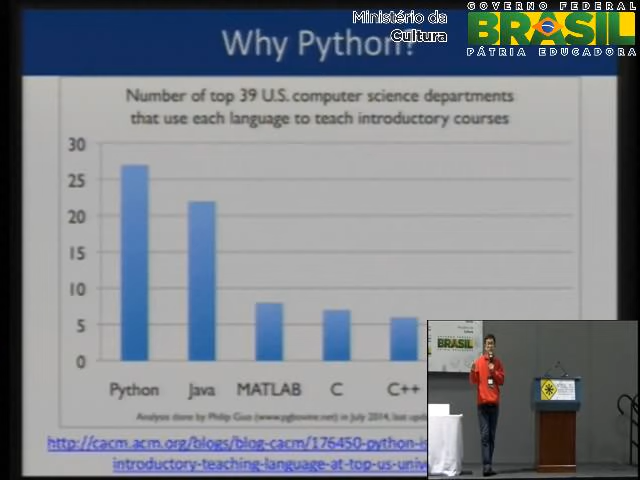 Why Python?
Ministério da
Cultura
GOVERNO FEDERAL
BRASIL
PÁTRIA EDUCADORA
Number of top 39 U.S. computer science departments
that use each language to teach introductory courses
30
25
20
15
10
5
0
Python Java MATLAB C C++
Analysis done by Philip Guo (www.pgbovine.net) in July 2014, last
http://cacm.acm.org/blogs/blog-cacm/176450-python-is
introductory-teaching-language-at-top-us-univ
BRASIL